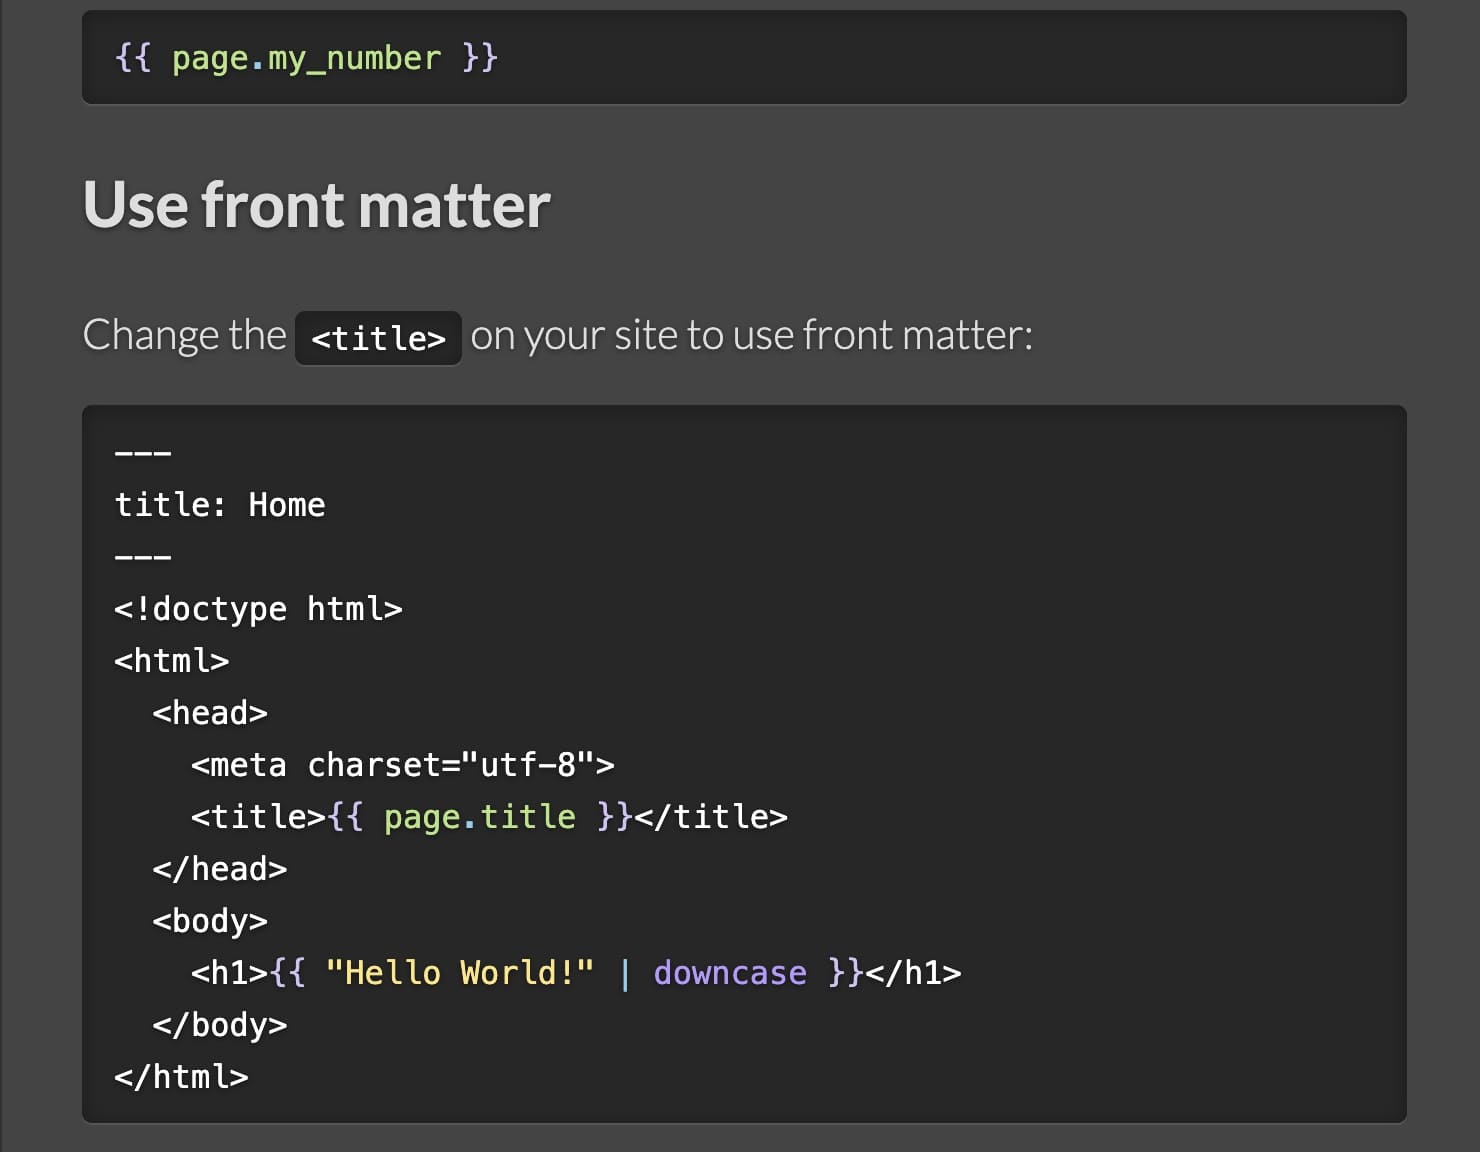 {{ page.my_number }}
Use front matter
Change the <title> on your site to use front matter:
---
title: Home
---
<!doctype html>
<html>
  <head>
    <meta charset="utf-8">
    <title>{{ page.title }}</title>
  </head>
  <body>
    <h1>{{ "Hello World!" | downcase }}</h1>
  </body>
</html>